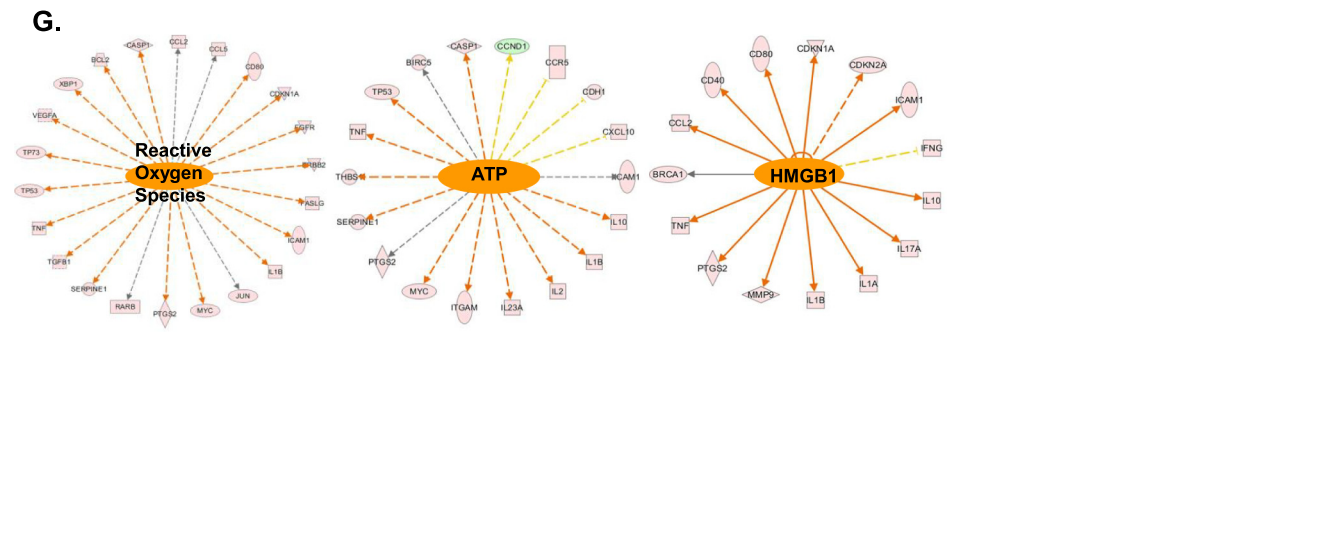 G.
CASP1
CCL2
CCL5
BCL2
CD80
XBP1
CDKN1A
VEGFA
EGFR
TP73
Reactive
Oxygen
Species
ERBB2
TP53
FASLG
TNF
ICAM1
TGFB1
IL1B
SERPINE1
JUN
RARB
PTGS2
MYC
CASP1
CCND1
BIRC5
CCR5
TP53
CDH1
TNF
CXCL10
THBS1
ATP
ICAM1
SERPINE1
IL10
PTGS2
IL1B
MYC
IL2
ITGAM
IL23A
CD80
CDKN1A
CD40
CDKN2A
ICAM1
CCL2
IFNG
BRCA1
HMGB1
IL10
TNF
IL17A
PTGS2
IL1A
MMP9
IL1B